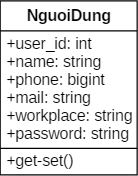 NguoiDung
+user_id: int
+name: string
+phone: bigint
+mail: string
+workplace: string
+password: string
+get-set()